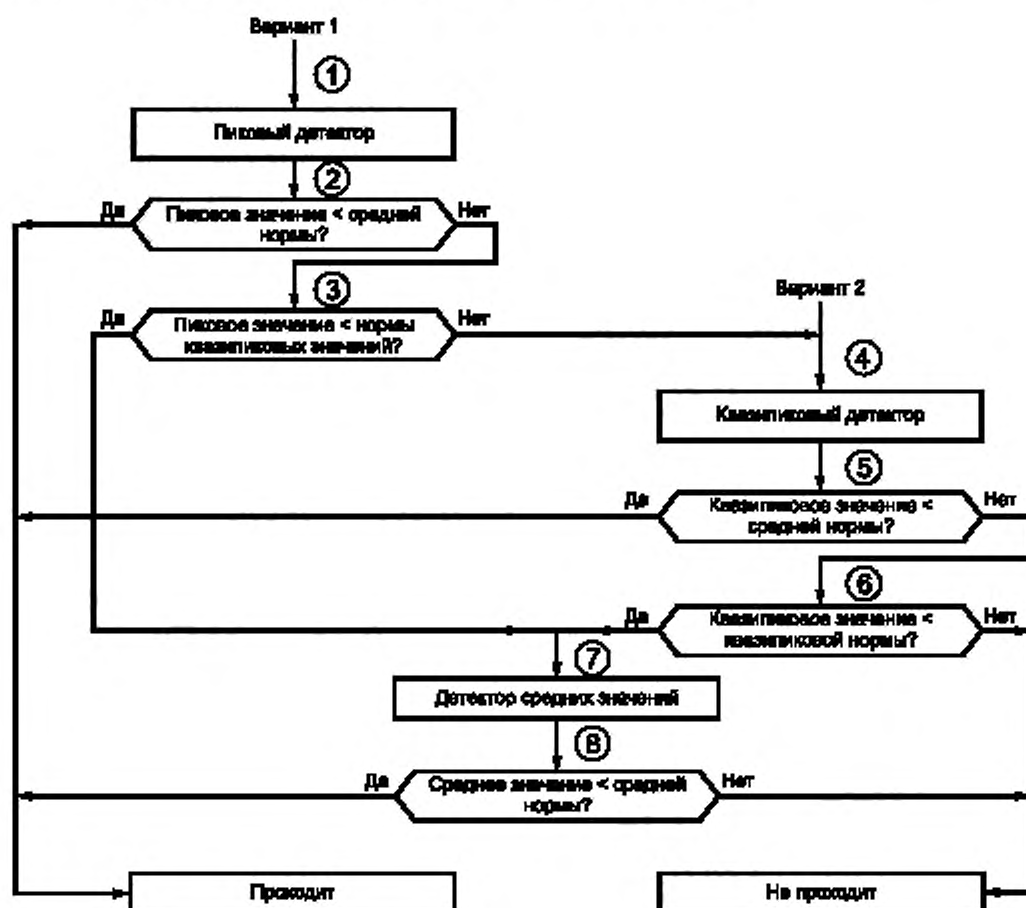 Вариант 1
1
Пиковый детектор
2
Да
Пиковое значение < средней
нормы?
Нет
3
Да
Пиковое значение < нормы
квазипиковых значений?
Нет
Вариант 2
4
Квазипиковый детектор
5
Да
Квазипиковое значение <
средней нормы?
Нет
6
Да
Квазипиковое значение <
квазипиковой нормы?
Нет
7
Детектор средних значений
8
Да
Среднее значение < средней
нормы?
Нет
Проходит
Не проходит